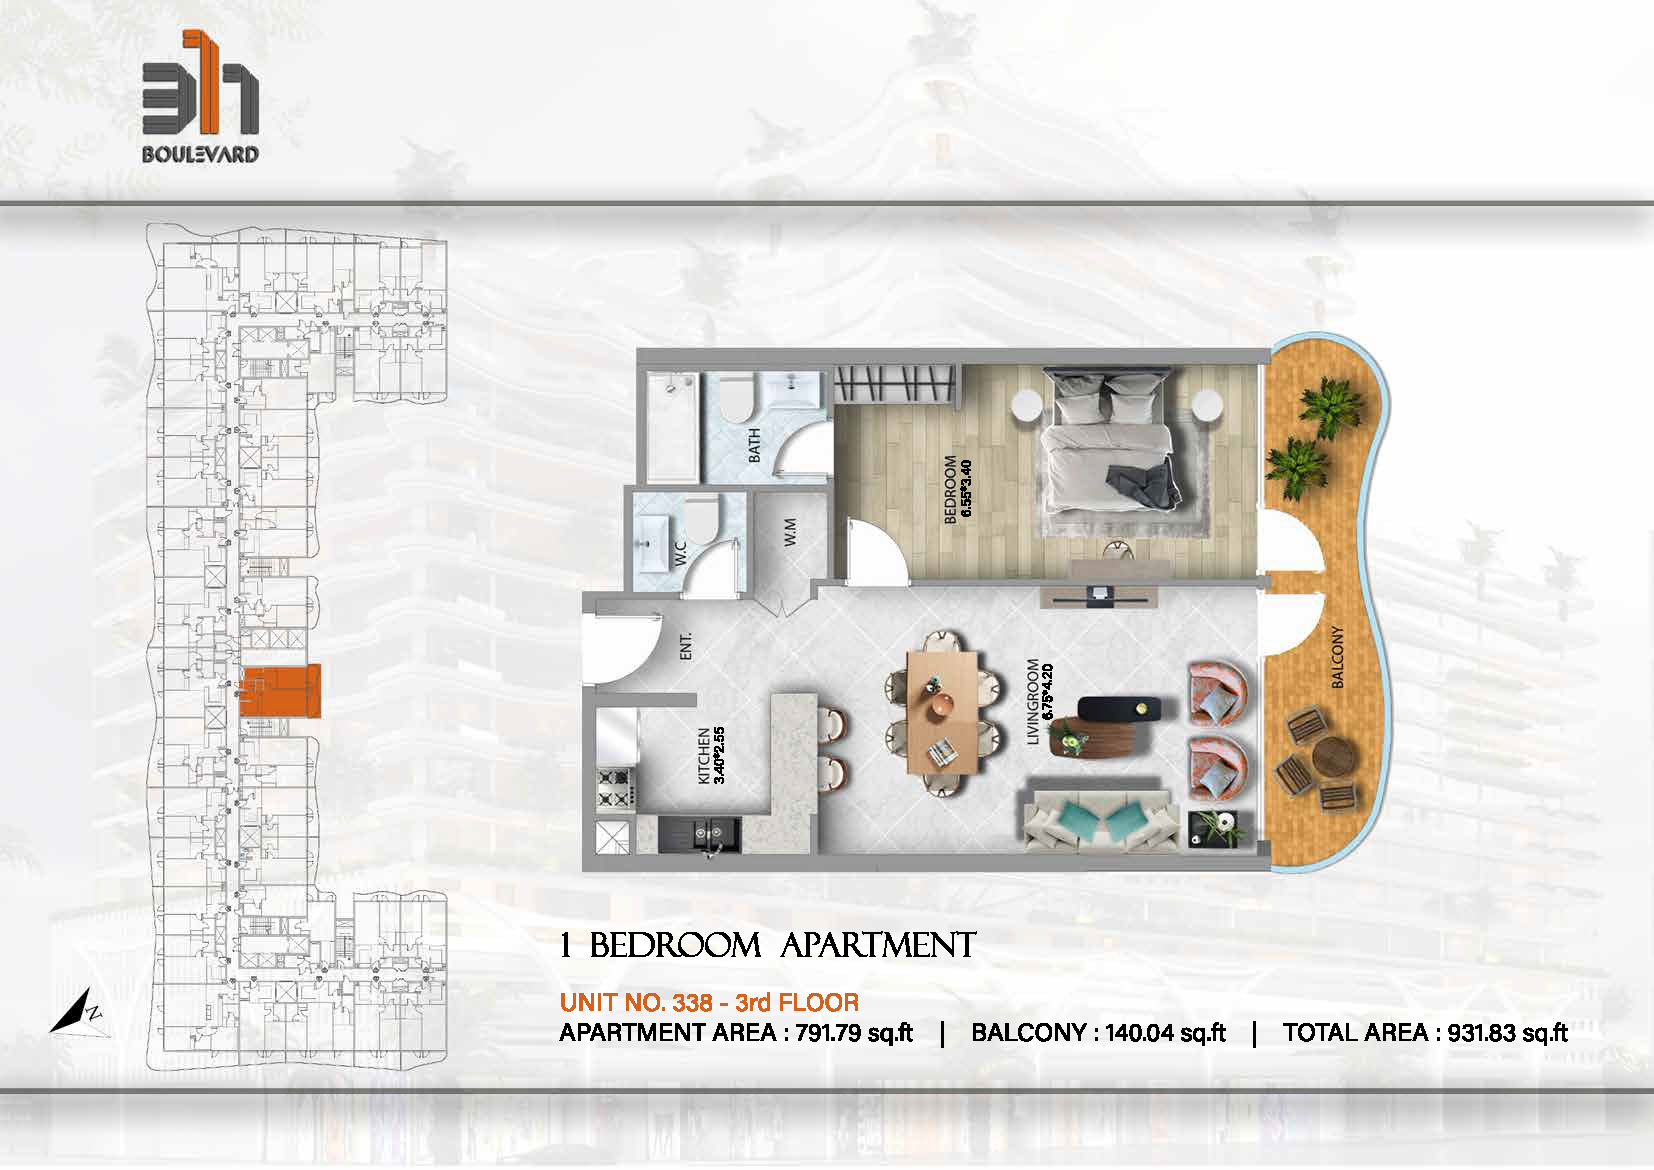 311
BOULEVARD
BATH
BEDROOM
6.55*3.40
W.C
W.M
ENT.
KITCHEN
3.40*2.55
LIVINGROOM
6.75*4.20
BALCONY
N
1 BEDROOM APARTMENT
UNIT NO. 338 - 3rd FLOOR
APARTMENT AREA : 791.79 sq.ft | BALCONY : 140.04 sq.ft | TOTAL AREA : 931.83 sq.ft